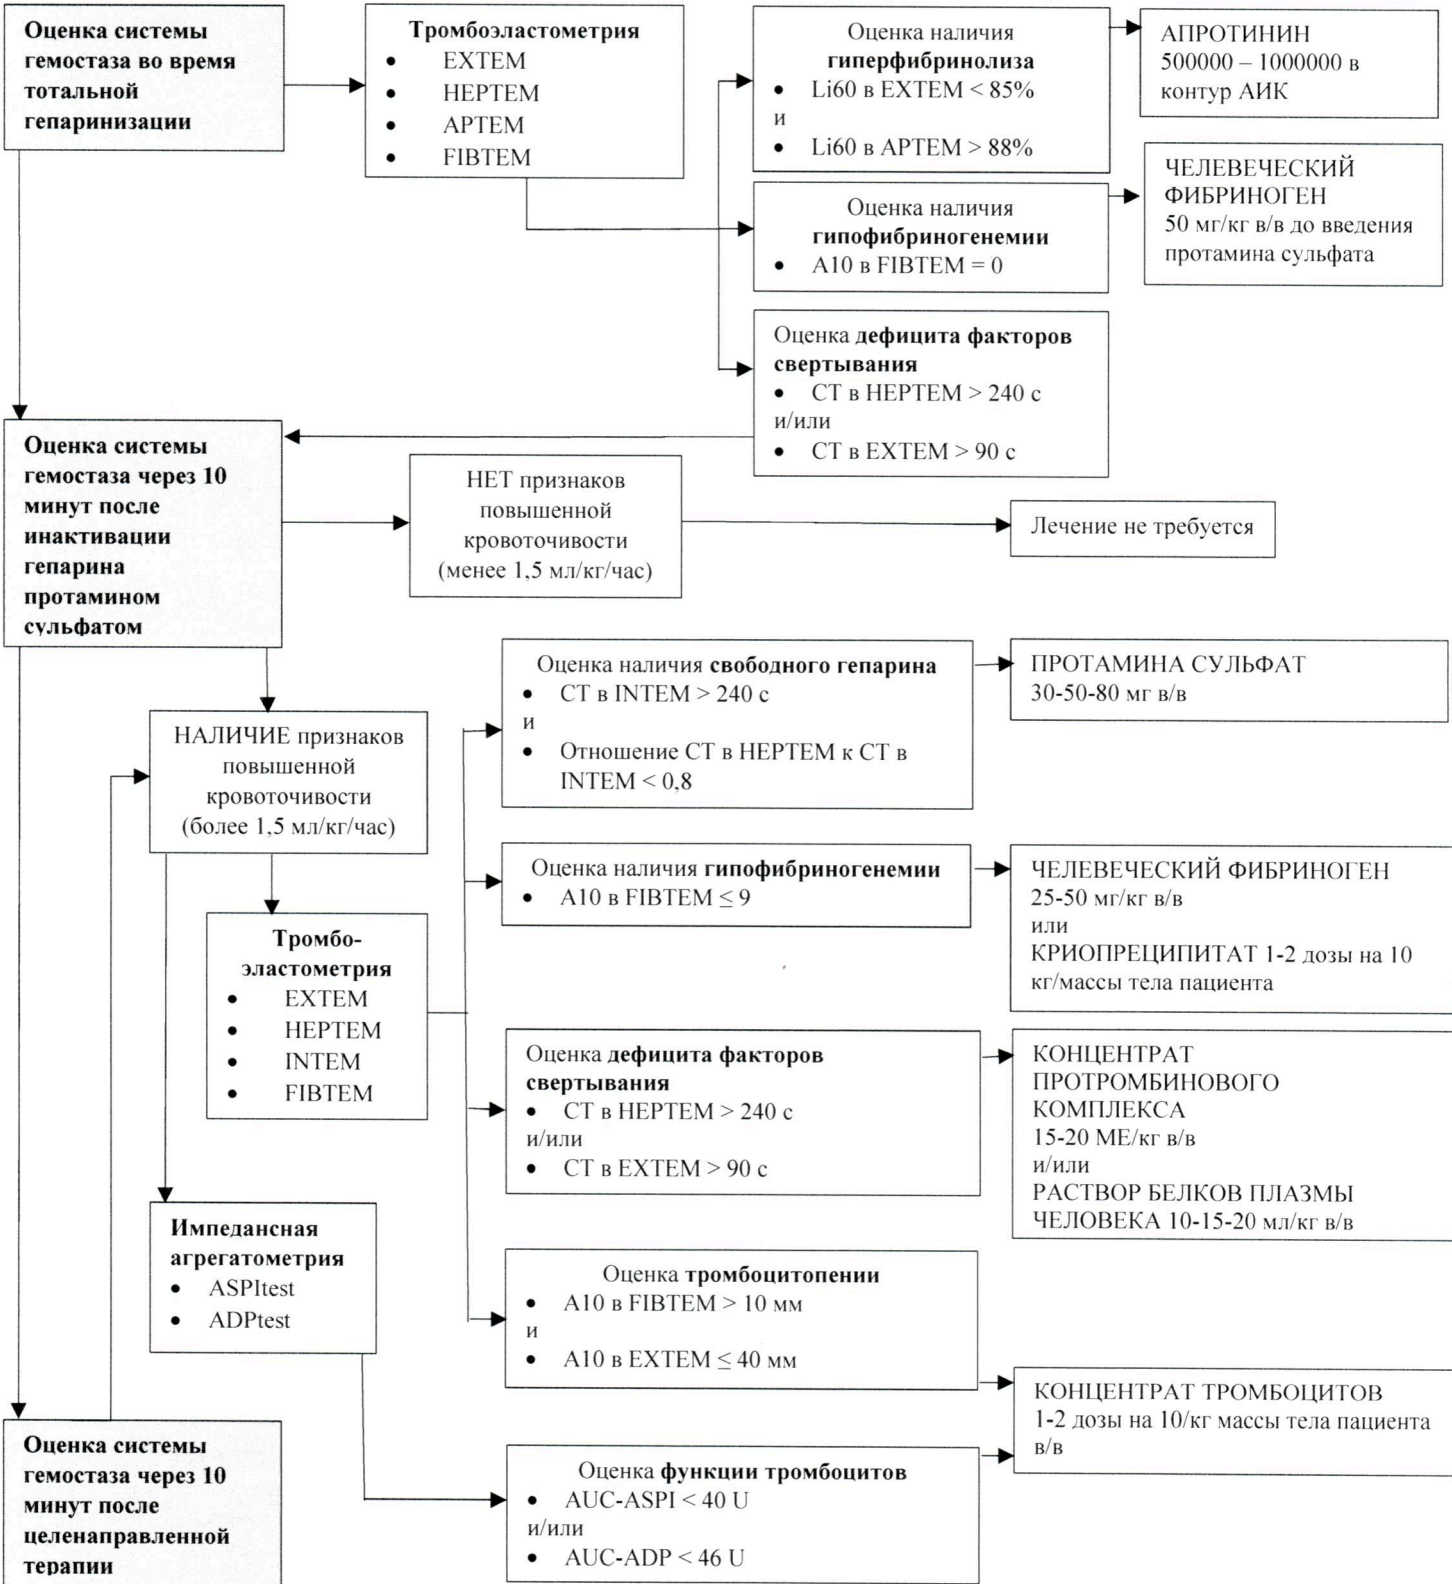 Оценка системы
гемостаза во время
тотальной
гепаринизации
Тромбоэластометрия
• EXTEM
• HEPTEM
• APTEM
• FIBTEM
Оценка наличия
гиперфибринолиза
• Li60 в EXTEM < 85%
и
• Li60 в APTEM > 88%
АПРОТИНИН
500000 – 1000000 в
контур АИК
Оценка наличия
гипофибриногенемии
• A10 в FIBTEM = 0
ЧЕЛЕВЕЧЕСКИЙ
ФИБРИНОГЕН
50 мг/кг в/в до введения
протамина сульфата
Оценка дефицита факторов
свертывания
• CT в HEPTEM > 240 с
и/или
• CT в EXTEM > 90 с
Оценка системы
гемостаза через 10
минут после
инактивации
гепарина
протамином
сульфатом
НЕТ признаков
повышенной
кровоточивости
(менее 1,5 мл/кг/час)
Лечение не требуется
НАЛИЧИЕ признаков
повышенной
кровоточивости
(более 1,5 мл/кг/час)
Оценка наличия свободного гепарина
• CT в INTEM > 240 с
и
• Отношение CT в HEPTEM к CT в
INTEM < 0,8
ПРОТАМИНА СУЛЬФАТ
30-50-80 мг в/в
Оценка наличия гипофибриногенемии
• A10 в FIBTEM ≤ 9
ЧЕЛЕВЕЧЕСКИЙ ФИБРИНОГЕН
25-50 мг/кг в/в
или
КРИОПРЕЦИПИТАТ 1-2 дозы на 10
кг/массы тела пациента
Тромбо-
эластометрия
• EXTEM
• HEPTEM
• INTEM
• FIBTEM
Оценка дефицита факторов
свертывания
• CT в HEPTEM > 240 с
и/или
• CT в EXTEM > 90 с
КОНЦЕНТРАТ
ПРОТРОМБИНОВОГО
КОМПЛЕКСА
15-20 МЕ/кг в/в
и/или
РАСТВОР БЕЛКОВ ПЛАЗМЫ
ЧЕЛОВЕКА 10-15-20 мл/кг в/в
Импедансная
агрегатометрия
• ASPItest
• ADPtest
Оценка тромбоцитопении
• A10 в FIBTEM > 10 мм
и
• A10 в EXTEM ≤ 40 мм
КОНЦЕНТРАТ ТРОМБОЦИТОВ
1-2 дозы на 10/кг массы тела пациента
в/в
Оценка системы
гемостаза через 10
минут после
целенаправленной
терапии
Оценка функции тромбоцитов
• AUC-ASPI < 40 U
и/или
• AUC-ADP < 46 U